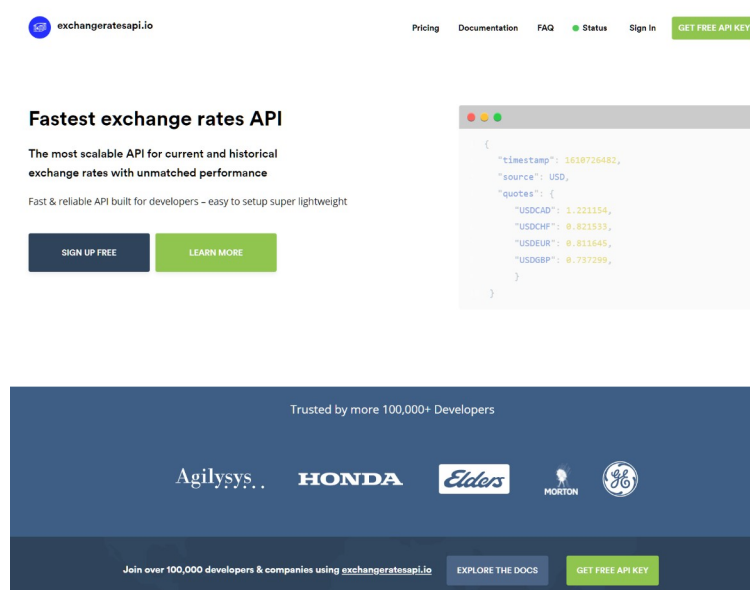 exchangeratesapi.io
Pricing Documentation FAQ Status Sign In GET FREE API KEY
Fastest exchange rates API
The most scalable API for current and historical
exchange rates with unmatched performance
Fast & reliable API built for developers – easy to setup super lightweight
SIGN UP FREE LEARN MORE
{
"timestamp": 1610726482,
"source": USD,
"quotes": {
"USDCAD": 1.221154,
"USDCHF": 0.821533,
"USDEUR": 0.811645,
"USDGBP": 0.737299,
}
}
Trusted by more 100,000+ Developers
Agilysys HONDA Elders MORTON GE
Join over 100,000 developers & companies using exchangeratesapi.io EXPLORE THE DOCS GET FREE API KEY